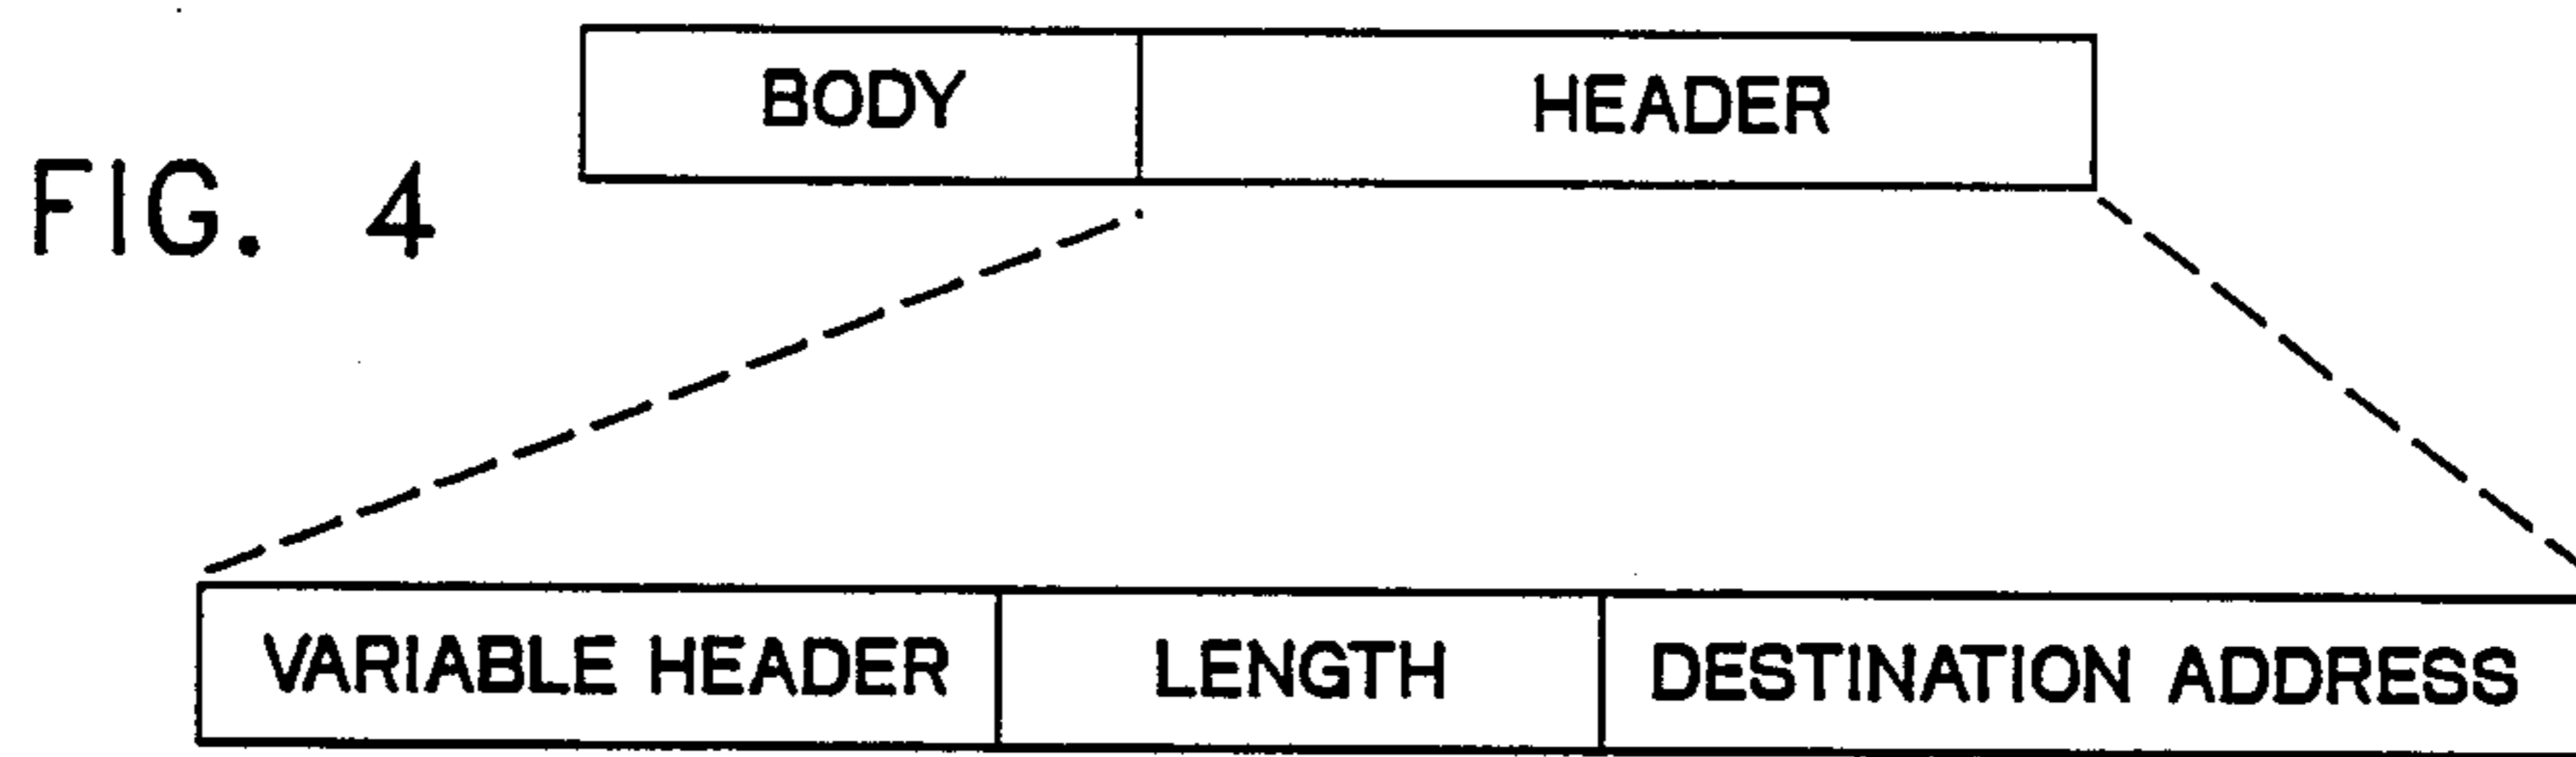 BODY HEADER
FIG. 4
VARIABLE HEADER LENGTH DESTINATION ADDRESS